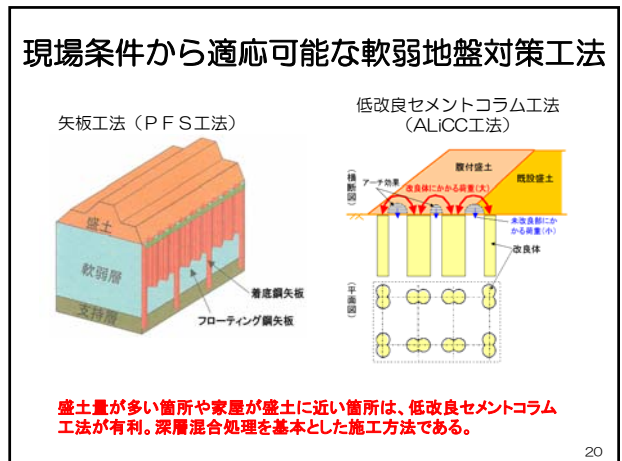 現場条件から適応可能な軟弱地盤対策工法
矢板工法（ＰＦＳ工法）
盛土
軟弱層
支持層
着底鋼矢板
フローティング鋼矢板
低改良セメントコラム工法
（ALiCC工法）
（横断図）
腹付盛土
既設盛土
アーチ効果
改良体にかかる荷重(大)
未改良部にか
かる荷重(小)
改良体
（平面図）
盛土量が多い箇所や家屋が盛土に近い箇所は、低改良セメントコラム
工法が有利。深層混合処理を基本とした施工方法である。
20